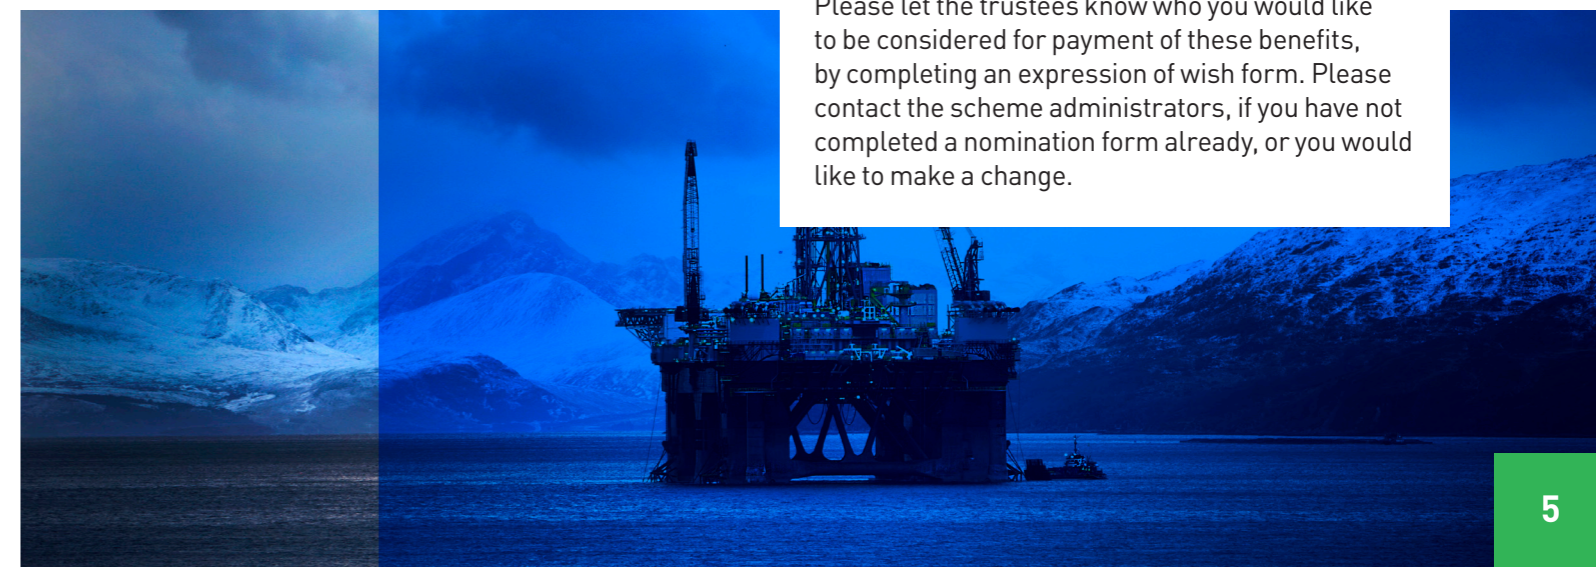 Please let the trustees know who you would like
to be considered for payment of these benefits,
by completing an expression of wish form. Please
contact the scheme administrators, if you have not
completed a nomination form already, or you would
like to make a change.
5